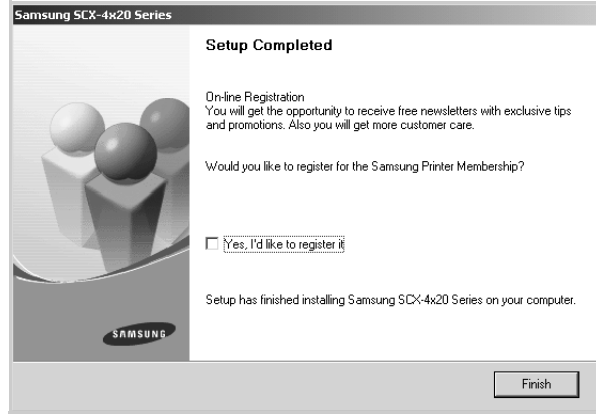 Samsung SCX-4x20 Series
Setup Completed
On-line Registration
You will get the opportunity to receive free newsletters with exclusive tips
and promotions. Also you will get more customer care.
Would you like to register for the Samsung Printer Membership?
Yes, I'd like to register it
Setup has finished installing Samsung SCX-4x20 Series on your computer.
SAMSUNG
Finish